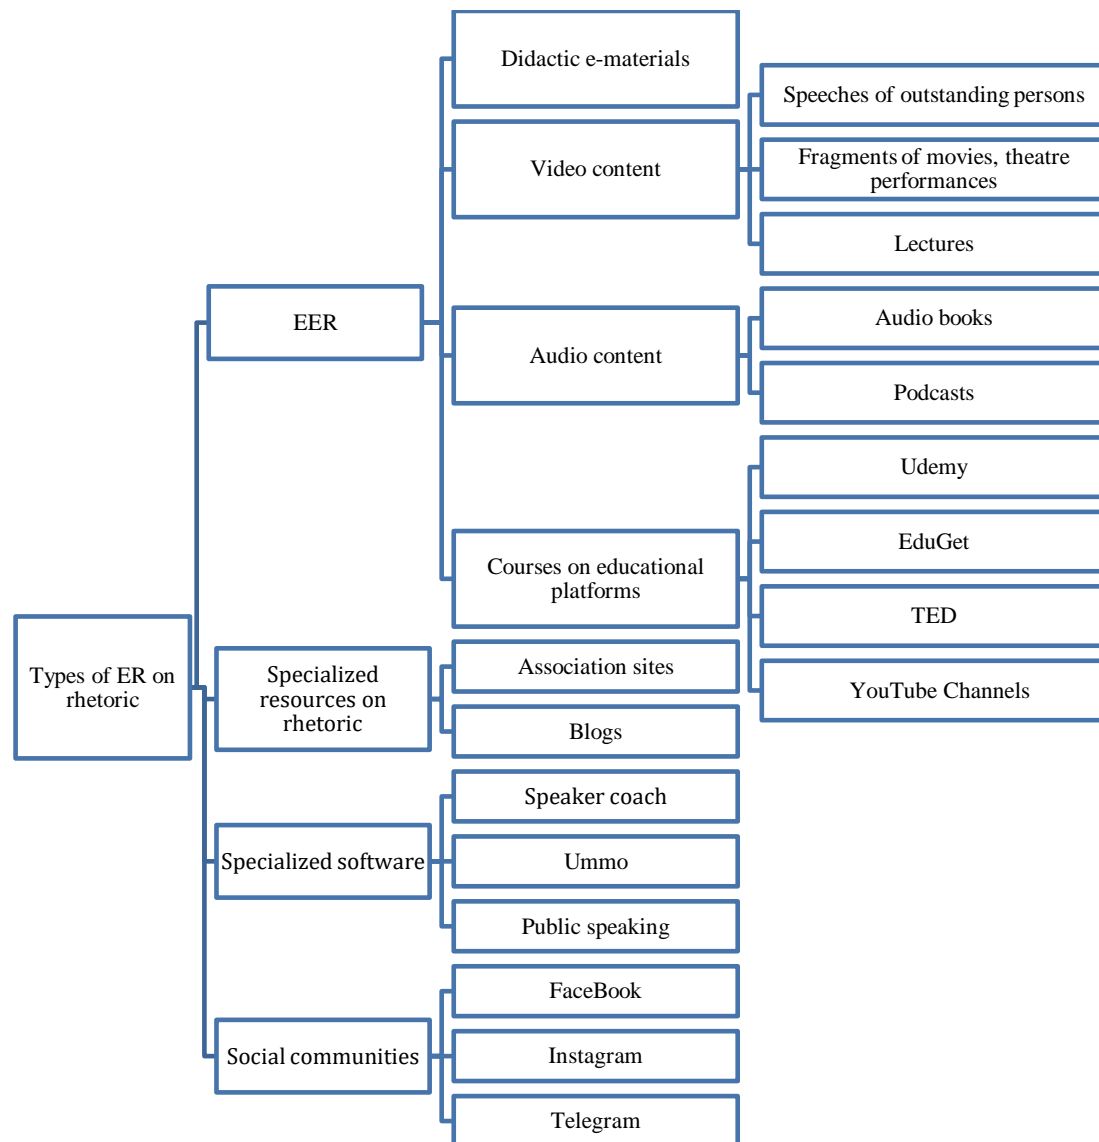 Types of ER on
rhetoric
EER
Didactic e-materials
Video content
Speeches of outstanding persons
Fragments of movies, theatre
performances
Lectures
Audio content
Audio books
Podcasts
Courses on educational
platforms
Udemy
EduGet
TED
YouTube Channels
Specialized
resources on
rhetoric
Association sites
Blogs
Specialized software
Speaker coach
Ummo
Public speaking
Social communities
FaceBook
Instagram
Telegram